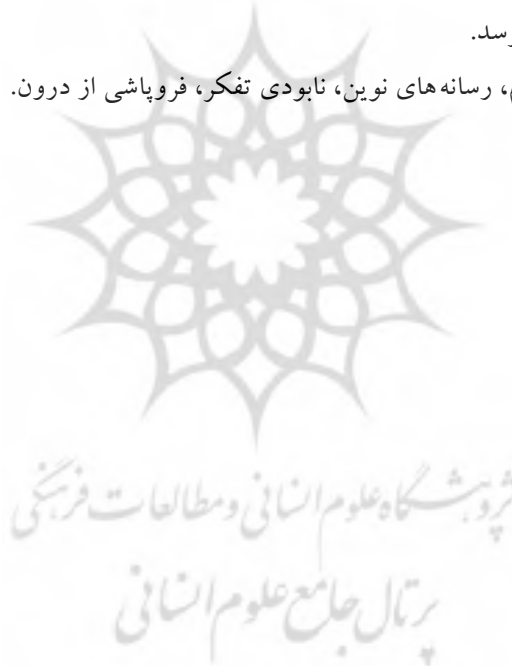 رسد.
، رسانه‌های نوین، نابودی تفکر، فروپاشی از درون.
پژوهشگاه علوم انسانی و مطالعات فرهنگی
پرتال جامع علوم انسانی